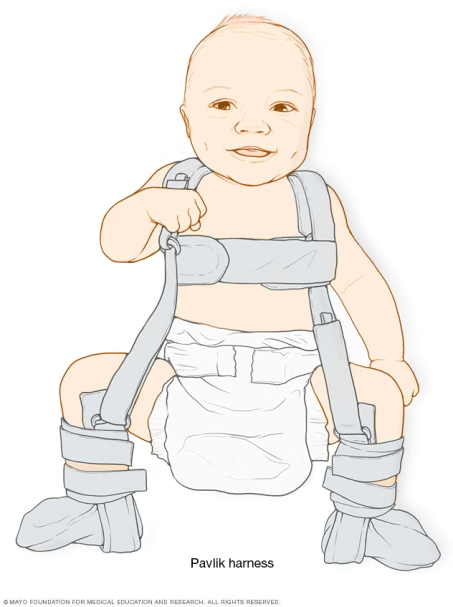 Pavlik harness
© MAYO FOUNDATION FOR MEDICAL EDUCATION AND RESEARCH. ALL RIGHTS RESERVED.